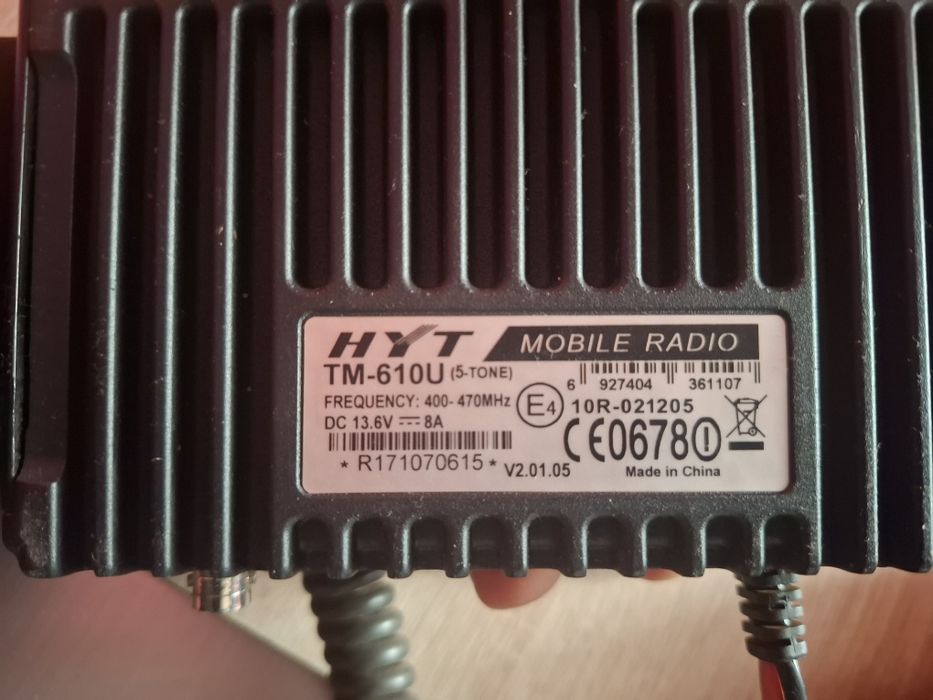 HYT MOBILE RADIO
TM-610U (5-TONE)
6 927404 361107
FREQUENCY: 400- 470MHz
E4
10R-021205
DC 13.6V 8A
CE0678
* R171070615 * V2.01.05
Made in China